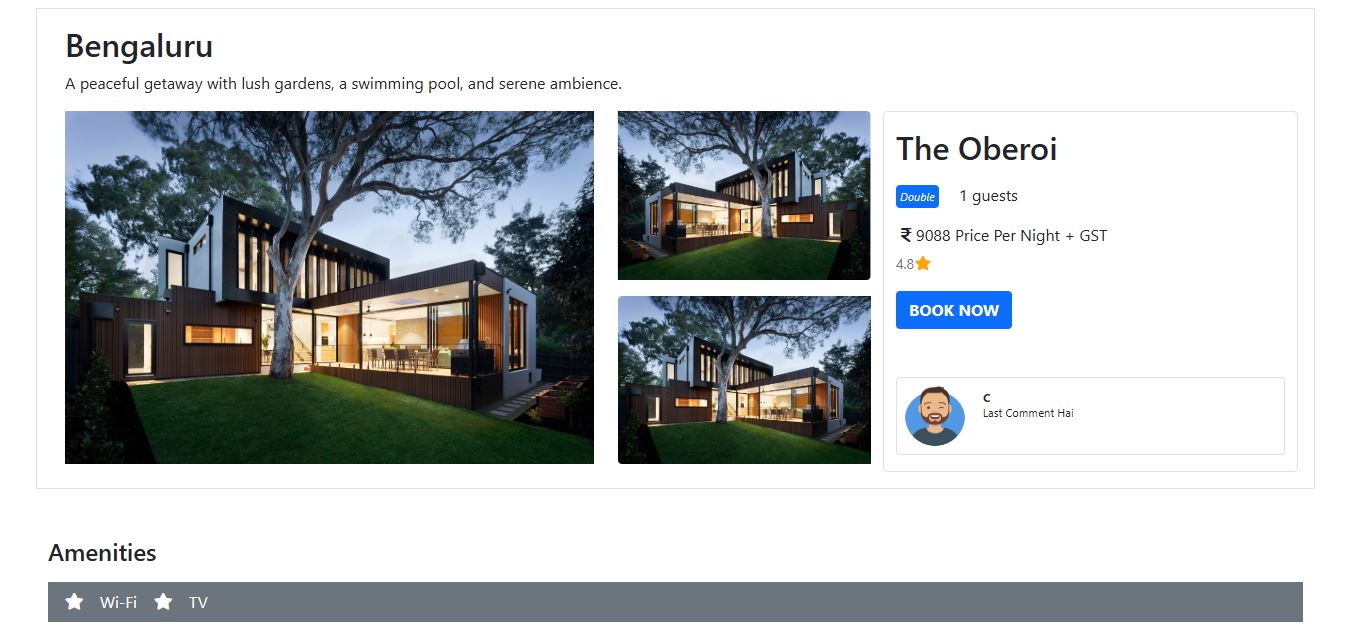 Bengaluru
A peaceful getaway with lush gardens, a swimming pool, and serene ambience.
The Oberoi
Double 1 guests
₹ 9088 Price Per Night + GST
4.8
BOOK NOW
C
Last Comment Hai
Amenities
Wi-Fi TV